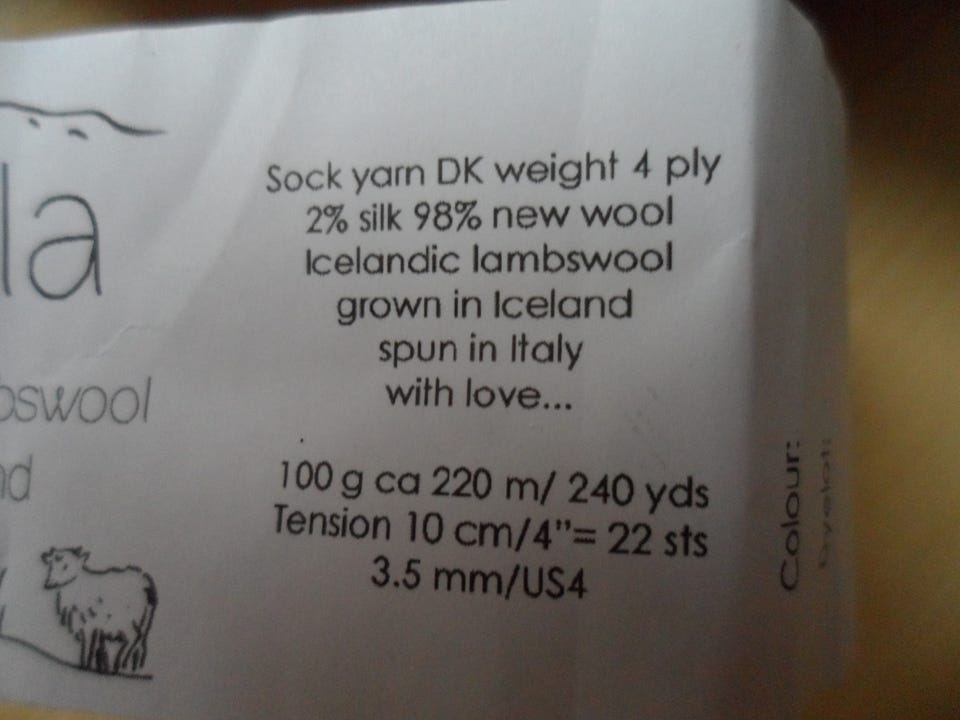 la
bswool
nd
Sock yarn DK weight 4 ply
2% silk 98% new wool
Icelandic lambswool
grown in Iceland
spun in Italy
with love...
100 g ca 220 m/ 240 yds
Tension 10 cm/4"= 22 sts
3.5 mm/US4
Colour:
Dyelot: